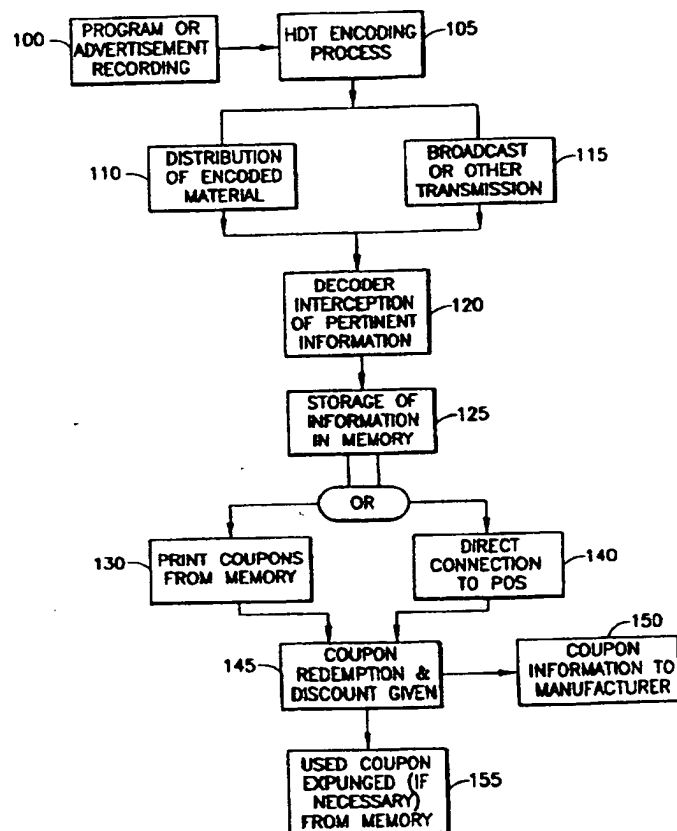 100
PROGRAM OR
ADVERTISEMENT
RECORDING
HDT ENCODING
PROCESS
105
110
DISTRIBUTION
OF ENCODED
MATERIAL
BROADCAST
OR OTHER
TRANSMISSION
115
DECODER
INTERCEPTION
OF PERTINENT
INFORMATION
120
STORAGE OF
INFORMATION
IN MEMORY
125
OR
130
PRINT COUPONS
FROM MEMORY
DIRECT
CONNECTION
TO POS
140
145
COUPON
REDEMPTION &
DISCOUNT GIVEN
150
COUPON
INFORMATION TO
MANUFACTURER
USED COUPON
EXPUNGED (IF
NECESSARY)
FROM MEMORY
155